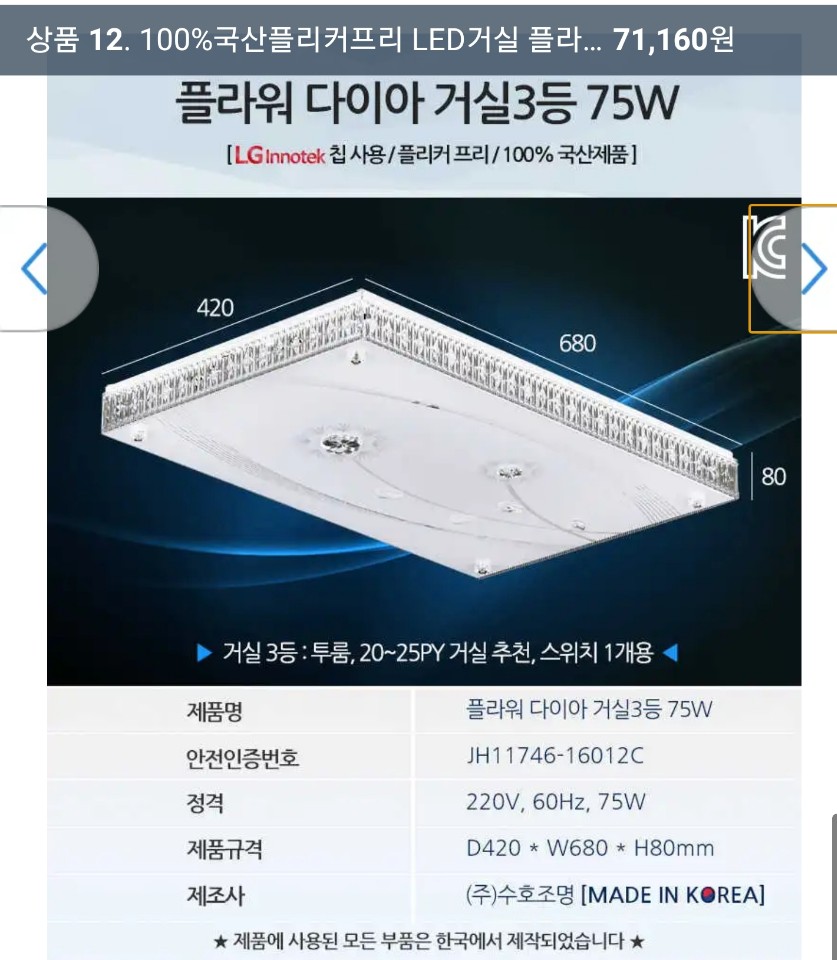 상품 12. 100%국산플리커프리 LED거실 플라... 71,160원
플라워 다이아 거실3등 75W
[ LG Innotek 칩 사용 / 플리커 프리 / 100% 국산제품 ]
KC
420
680
80
▶ 거실 3등 : 투룸, 20~25PY 거실 추천, 스위치 1개용 ◀
제품명 플라워 다이아 거실3등 75W
안전인증번호 JH11746-16012C
정격 220V, 60Hz, 75W
제품규격 D420 * W680 * H80mm
제조사 (주)수호조명 [MADE IN KOREA]
★ 제품에 사용된 모든 부품은 한국에서 제작되었습니다 ★